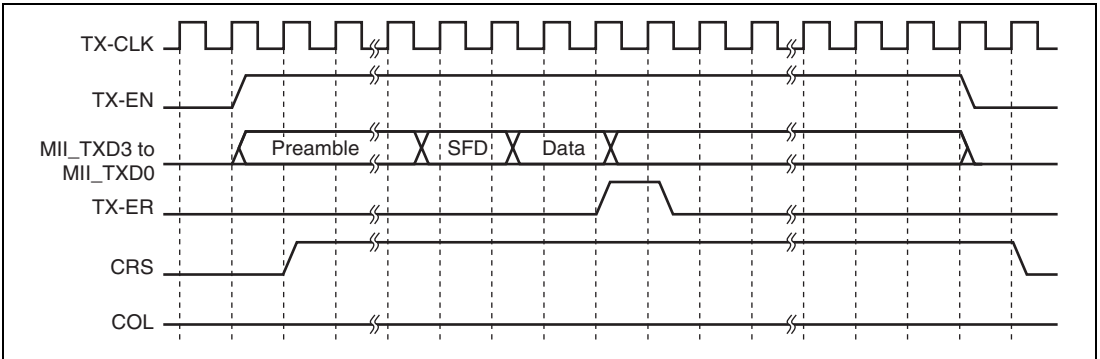 TX-CLK
TX-EN
MII_TXD3 to
MII_TXD0
Preamble
SFD
Data
TX-ER
CRS
COL